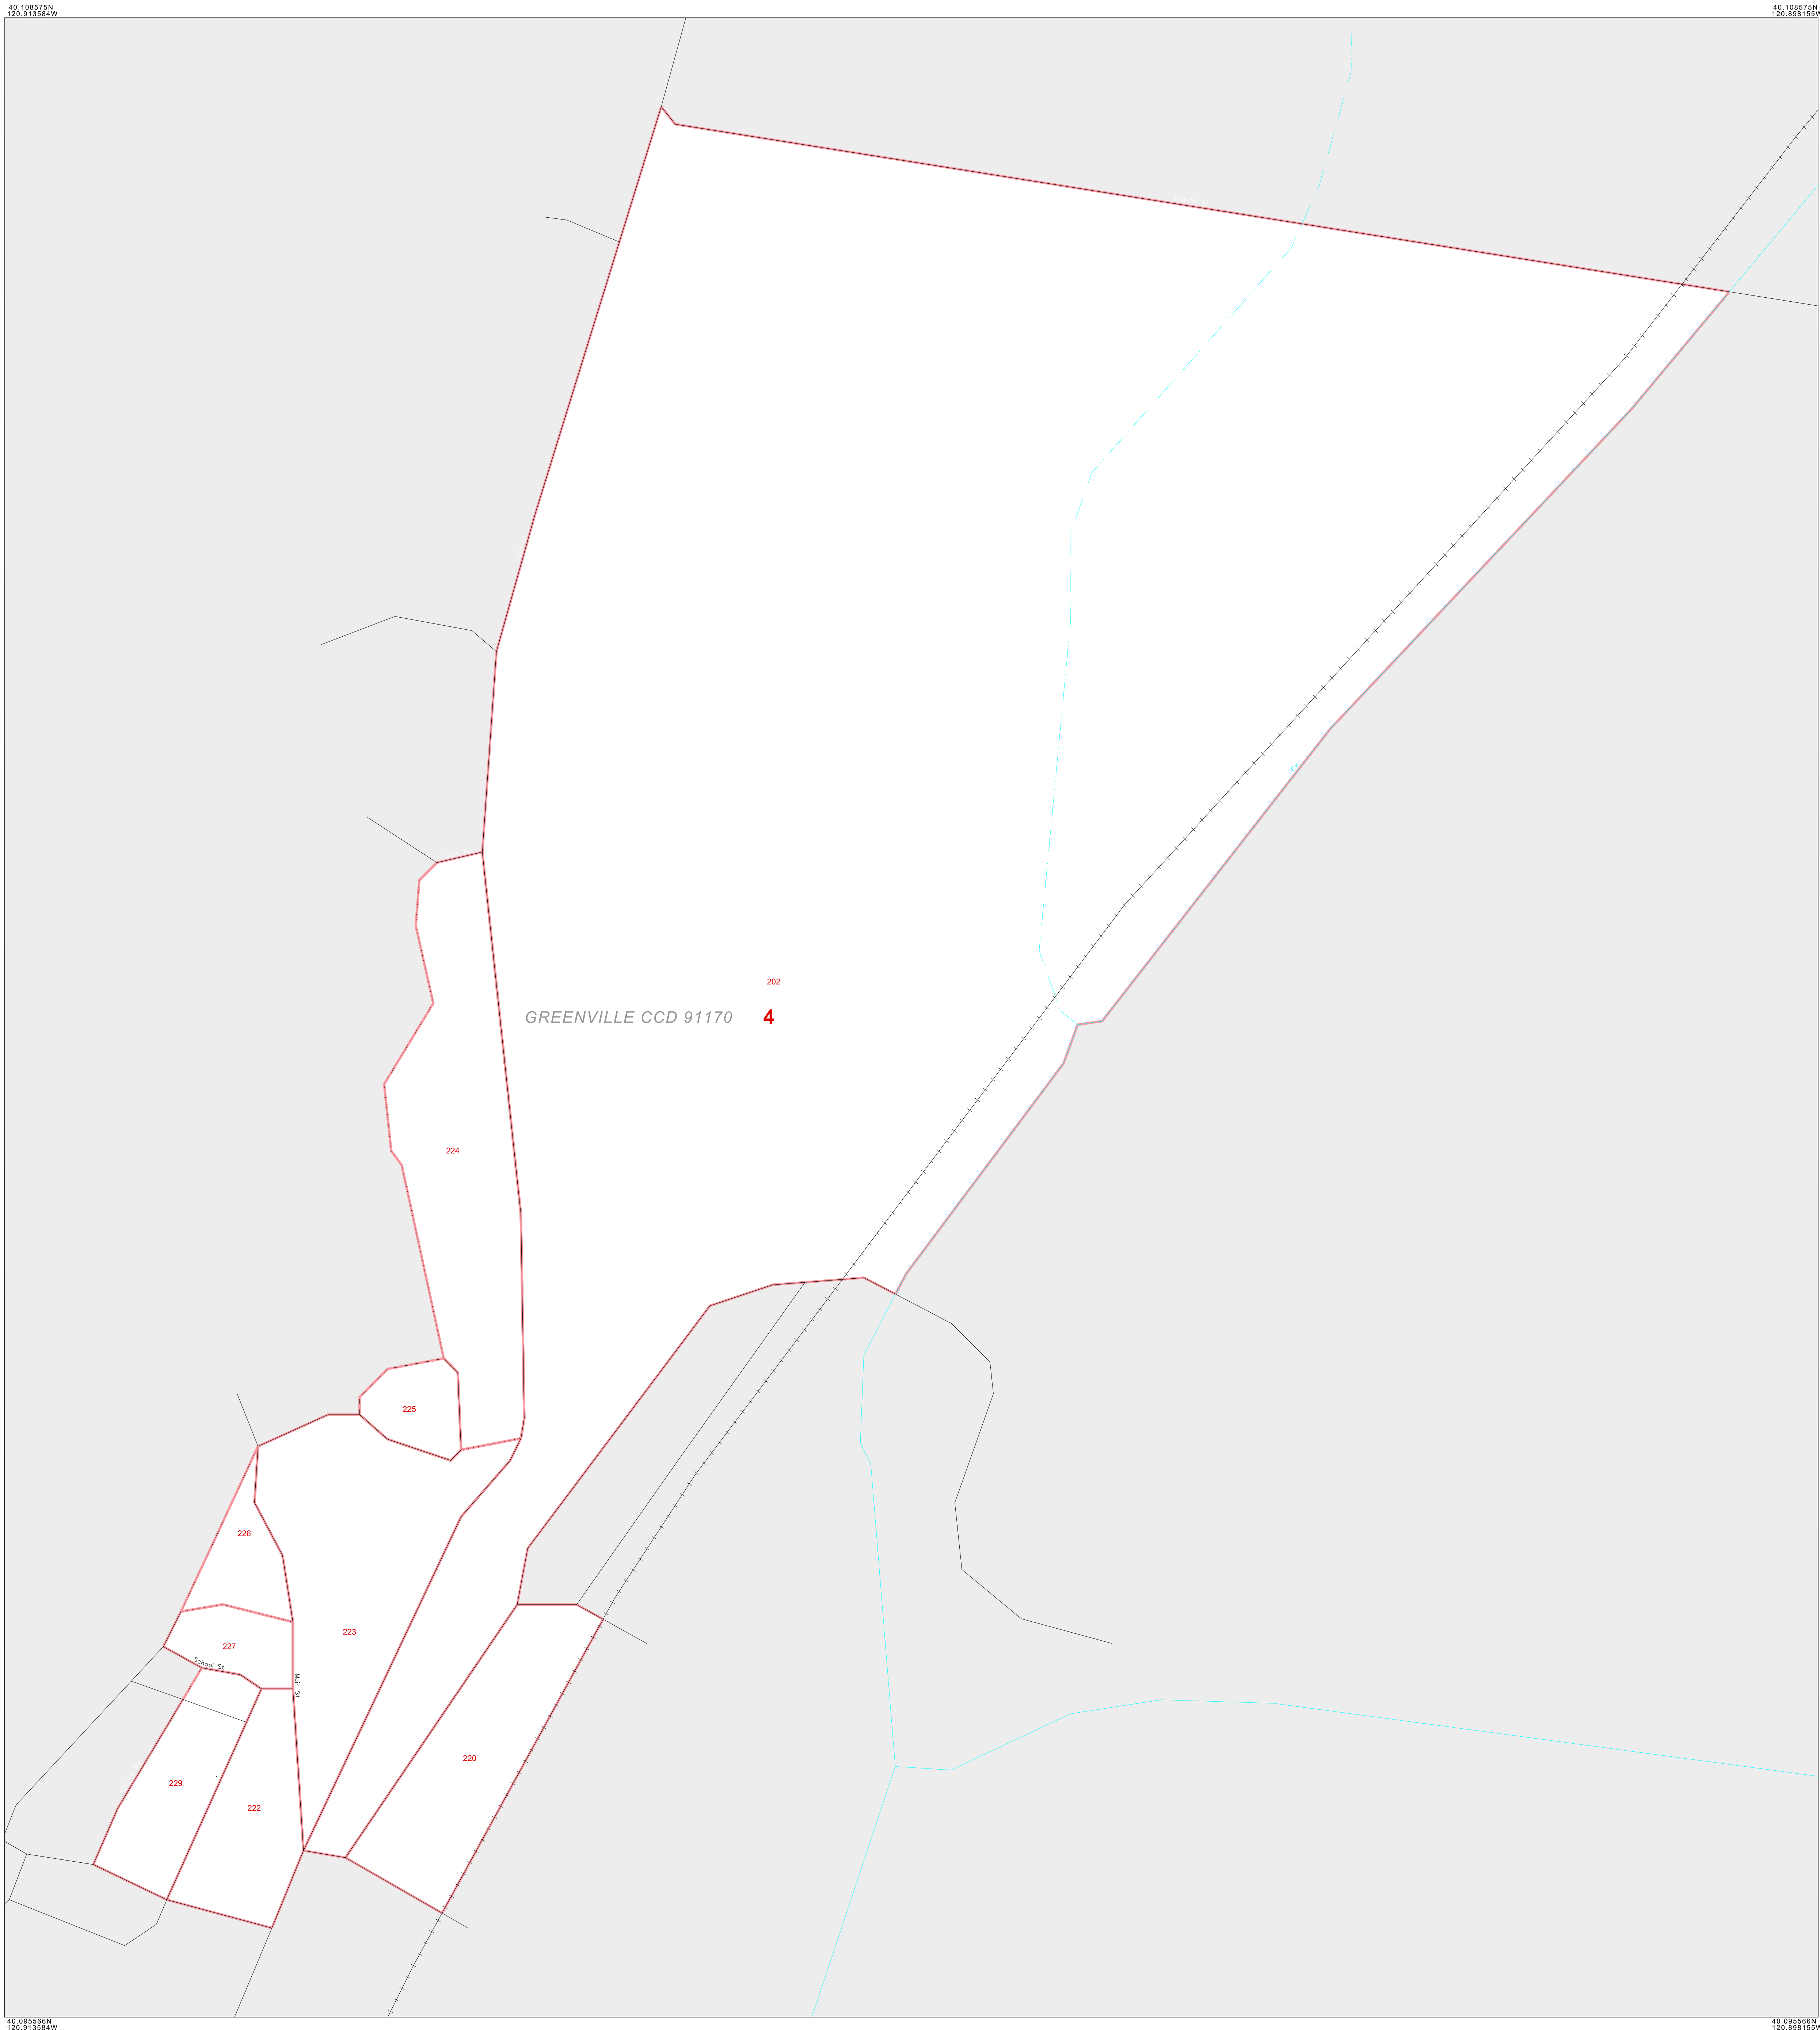 40.108575N
120.913584W
40.108575N
120.898155W
202
GREENVILLE CCD 91170 4
224
225
226
223
227
School St
Main St
220
229
222
40.095566N
120.913584W
40.095566N
120.898155W